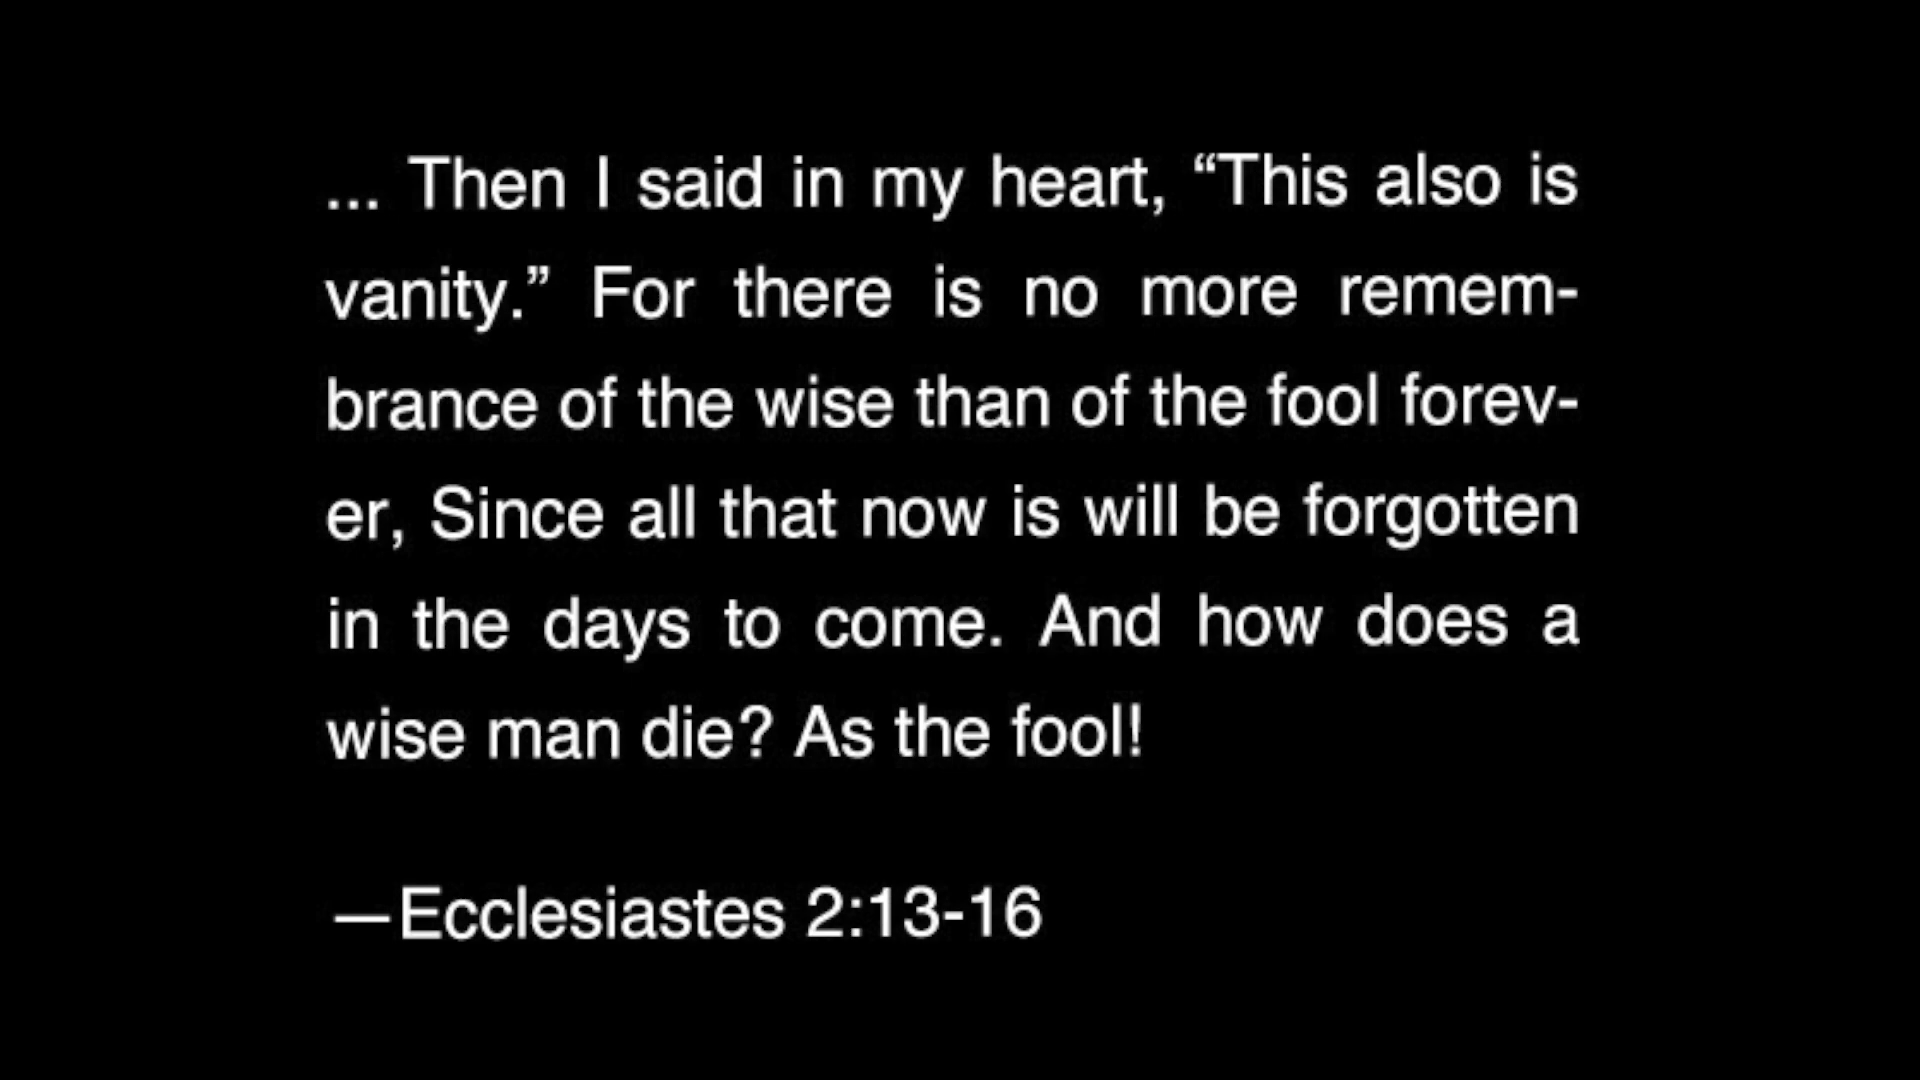 ... Then I said in my heart, “This also is
vanity.” For there is no more remem-
brance of the wise than of the fool forev-
er, Since all that now is will be forgotten
in the days to come. And how does a
wise man die? As the fool!
—Ecclesiastes 2:13-16